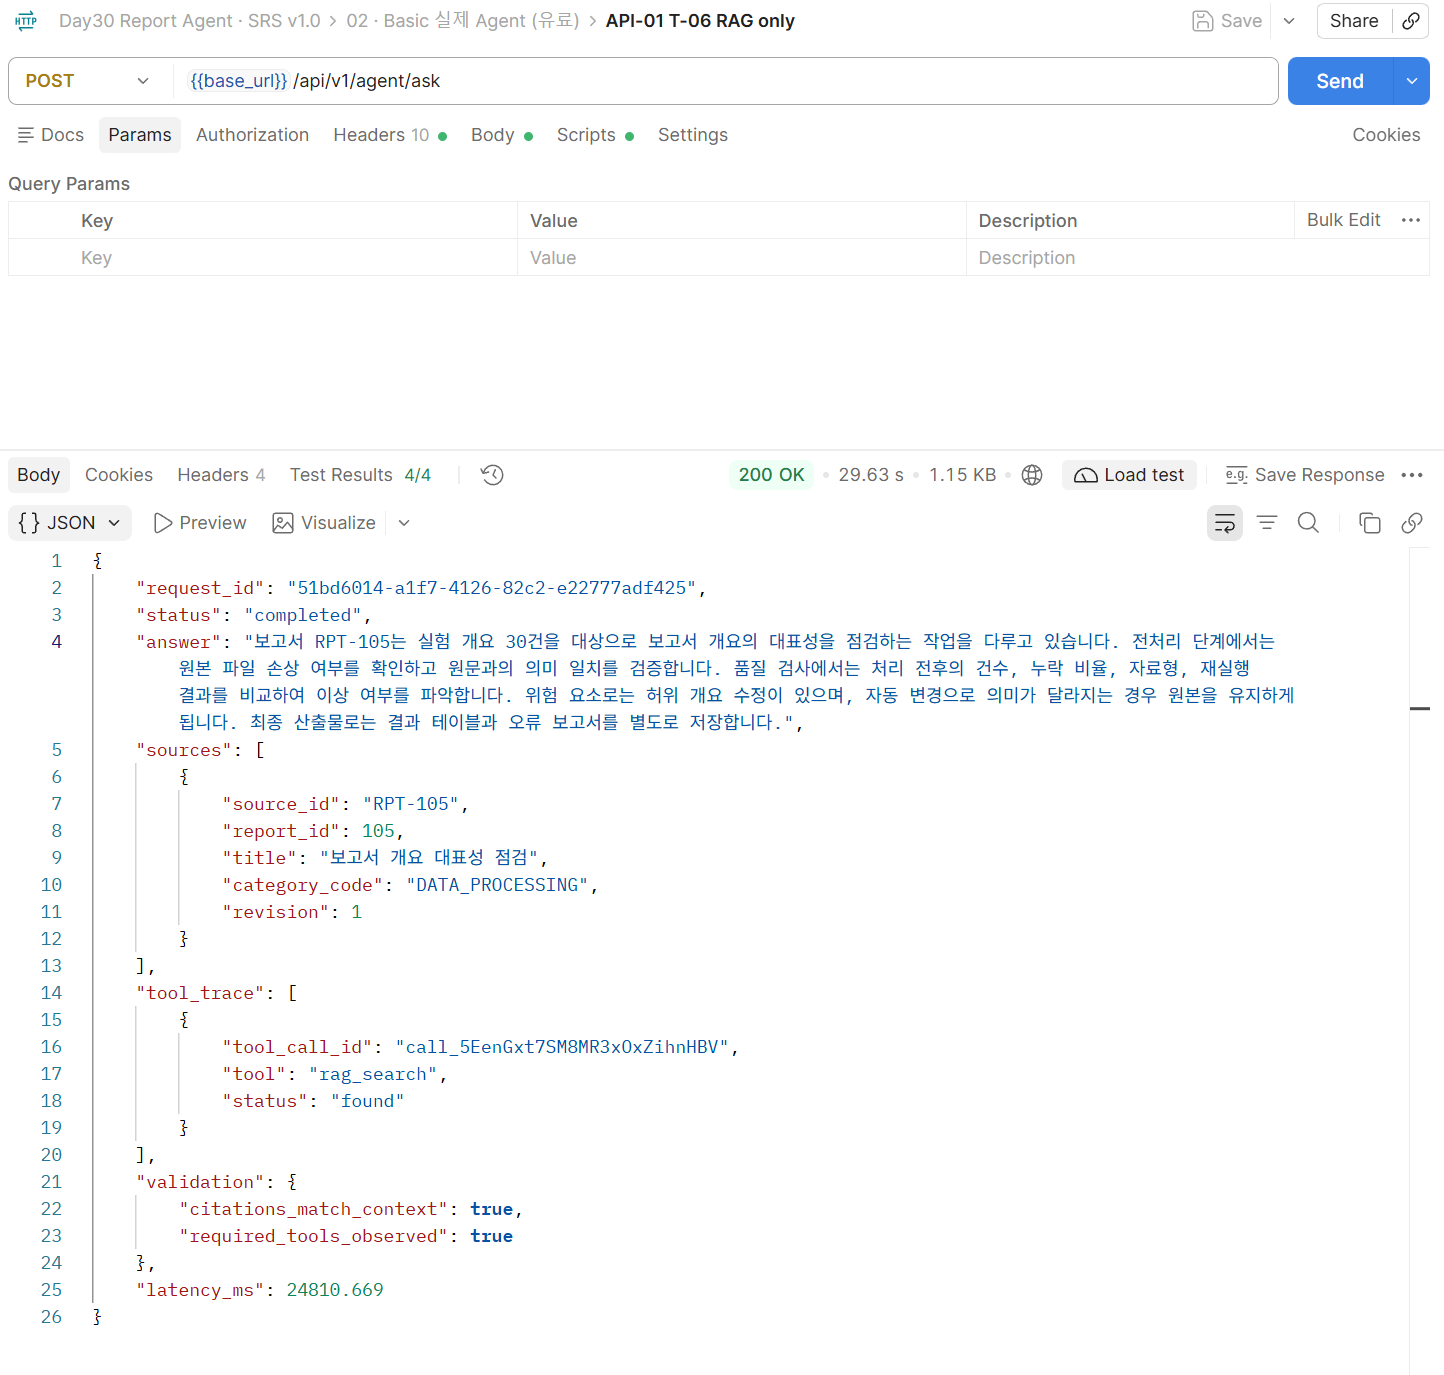 HTTP Day30 Report Agent · SRS v1.0 > 02 · Basic 실제 Agent (유료) > API-01 T-06 RAG only Save Share
POST {{base_url}} /api/v1/agent/ask Send
Docs Params Authorization Headers 10 Body Scripts Settings Cookies
Query Params
Key Value Description Bulk Edit ···
Key Value Description
Body Cookies Headers 4 Test Results 4/4 200 OK 29.63 s 1.15 KB Load test e.g. Save Response ···
{} JSON Preview Visualize
1 {
2 "request_id": "51bd6014-a1f7-4126-82c2-e22777adf425",
3 "status": "completed",
4 "answer": "보고서 RPT-105는 실험 개요 30건을 대상으로 보고서 개요의 대표성을 점검하는 작업을 다루고 있습니다. 전처리 단계에서는
원본 파일 손상 여부를 확인하고 원문과의 의미 일치를 검증합니다. 품질 검사에서는 처리 전후의 건수, 누락 비율, 자료형, 재실행
결과를 비교하여 이상 여부를 파악합니다. 위험 요소로는 허위 개요 수정이 있으며, 자동 변경으로 의미가 달라지는 경우 원본을 유지하게
됩니다. 최종 산출물로는 결과 테이블과 오류 보고서를 별도로 저장합니다.",
5 "sources": [
6 {
7 "source_id": "RPT-105",
8 "report_id": 105,
9 "title": "보고서 개요 대표성 점검",
10 "category_code": "DATA_PROCESSING",
11 "revision": 1
12 }
13 ],
14 "tool_trace": [
15 {
16 "tool_call_id": "call_5EenGxt7SM8MR3xOxZihnHBV",
17 "tool": "rag_search",
18 "status": "found"
19 }
20 ],
21 "validation": {
22 "citations_match_context": true,
23 "required_tools_observed": true
24 },
25 "latency_ms": 24810.669
26 }